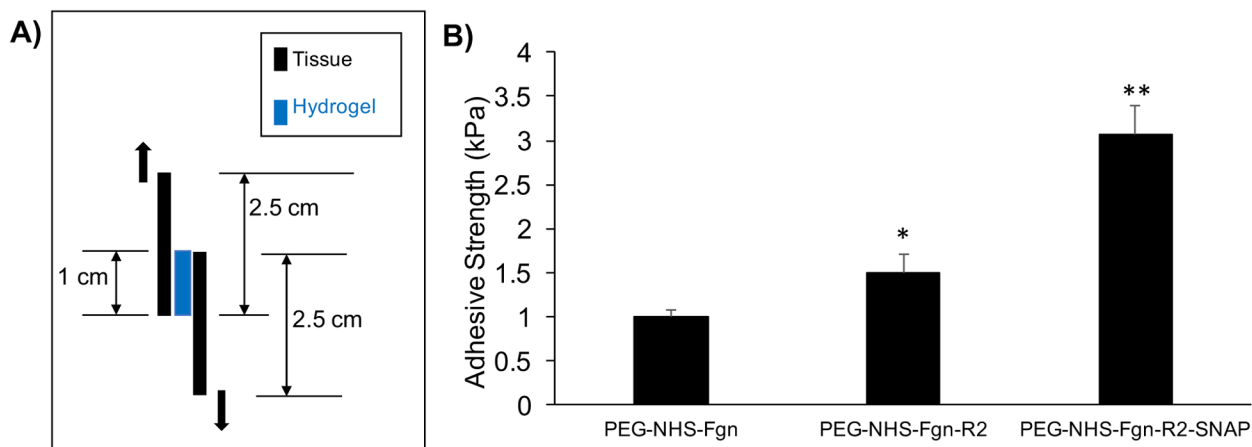 A)
Tissue
Hydrogel
2.5 cm
1 cm
2.5 cm
B)
Adhesive Strength (kPa)
4
3.5
3
2.5
2
1.5
1
0.5
0
*
**
PEG-NHS-Fgn
PEG-NHS-Fgn-R2
PEG-NHS-Fgn-R2-SNAP